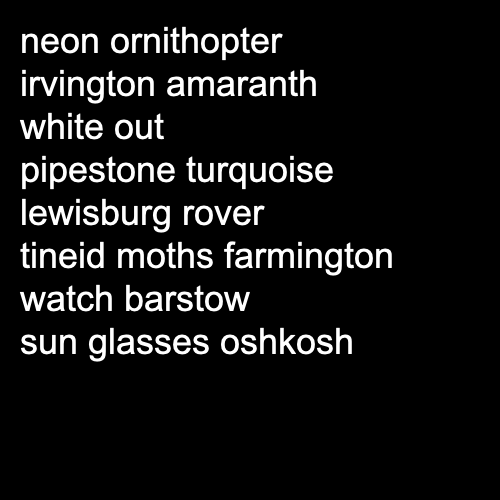 neon ornithopter
irvington amaranth
white out
pipestone turquoise
lewisburg rover
tineid moths farmington
watch barstow
sun glasses oshkosh